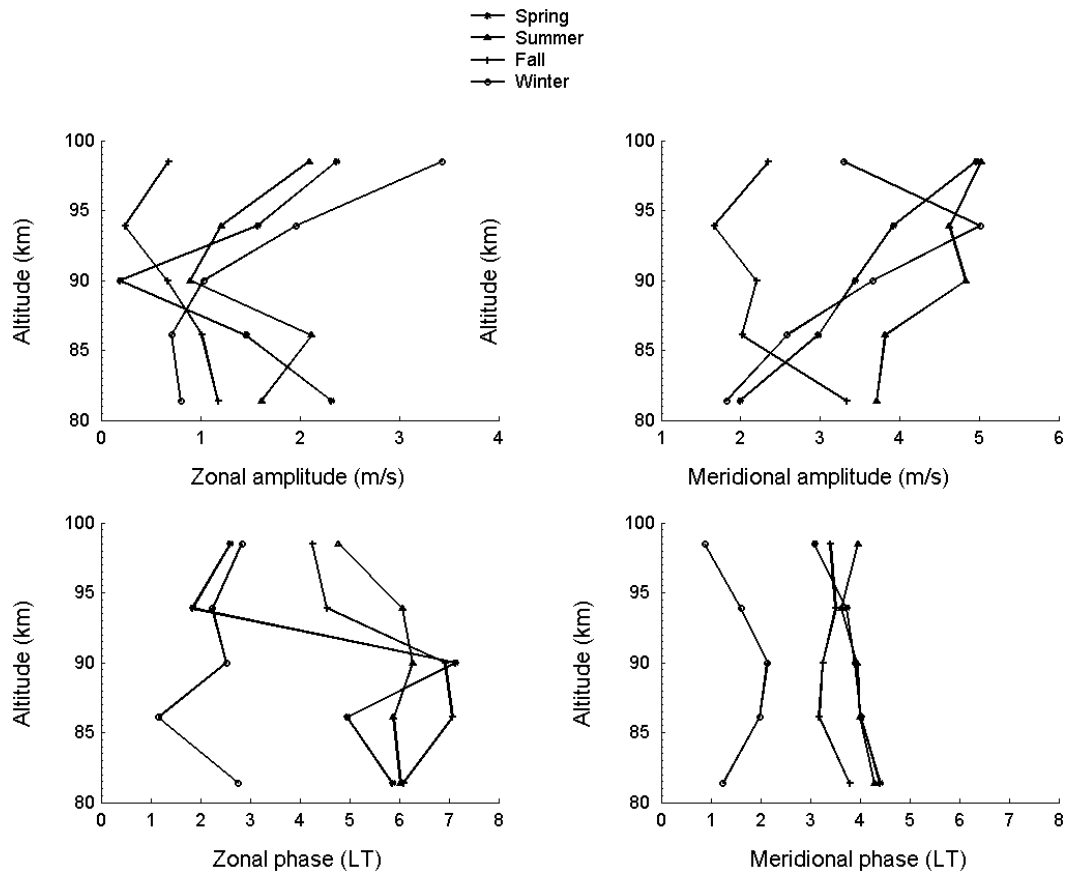 Spring
Summer
Fall
Winter
100
95
90
85
80
Altitude (km)
0 1 2 3 4
Zonal amplitude (m/s)
100
95
90
85
80
Altitude (km)
1 2 3 4 5 6
Meridional amplitude (m/s)
100
95
90
85
80
Altitude (km)
0 1 2 3 4 5 6 7 8
Zonal phase (LT)
100
95
90
85
80
Altitude (km)
0 1 2 3 4 5 6 7 8
Meridional phase (LT)